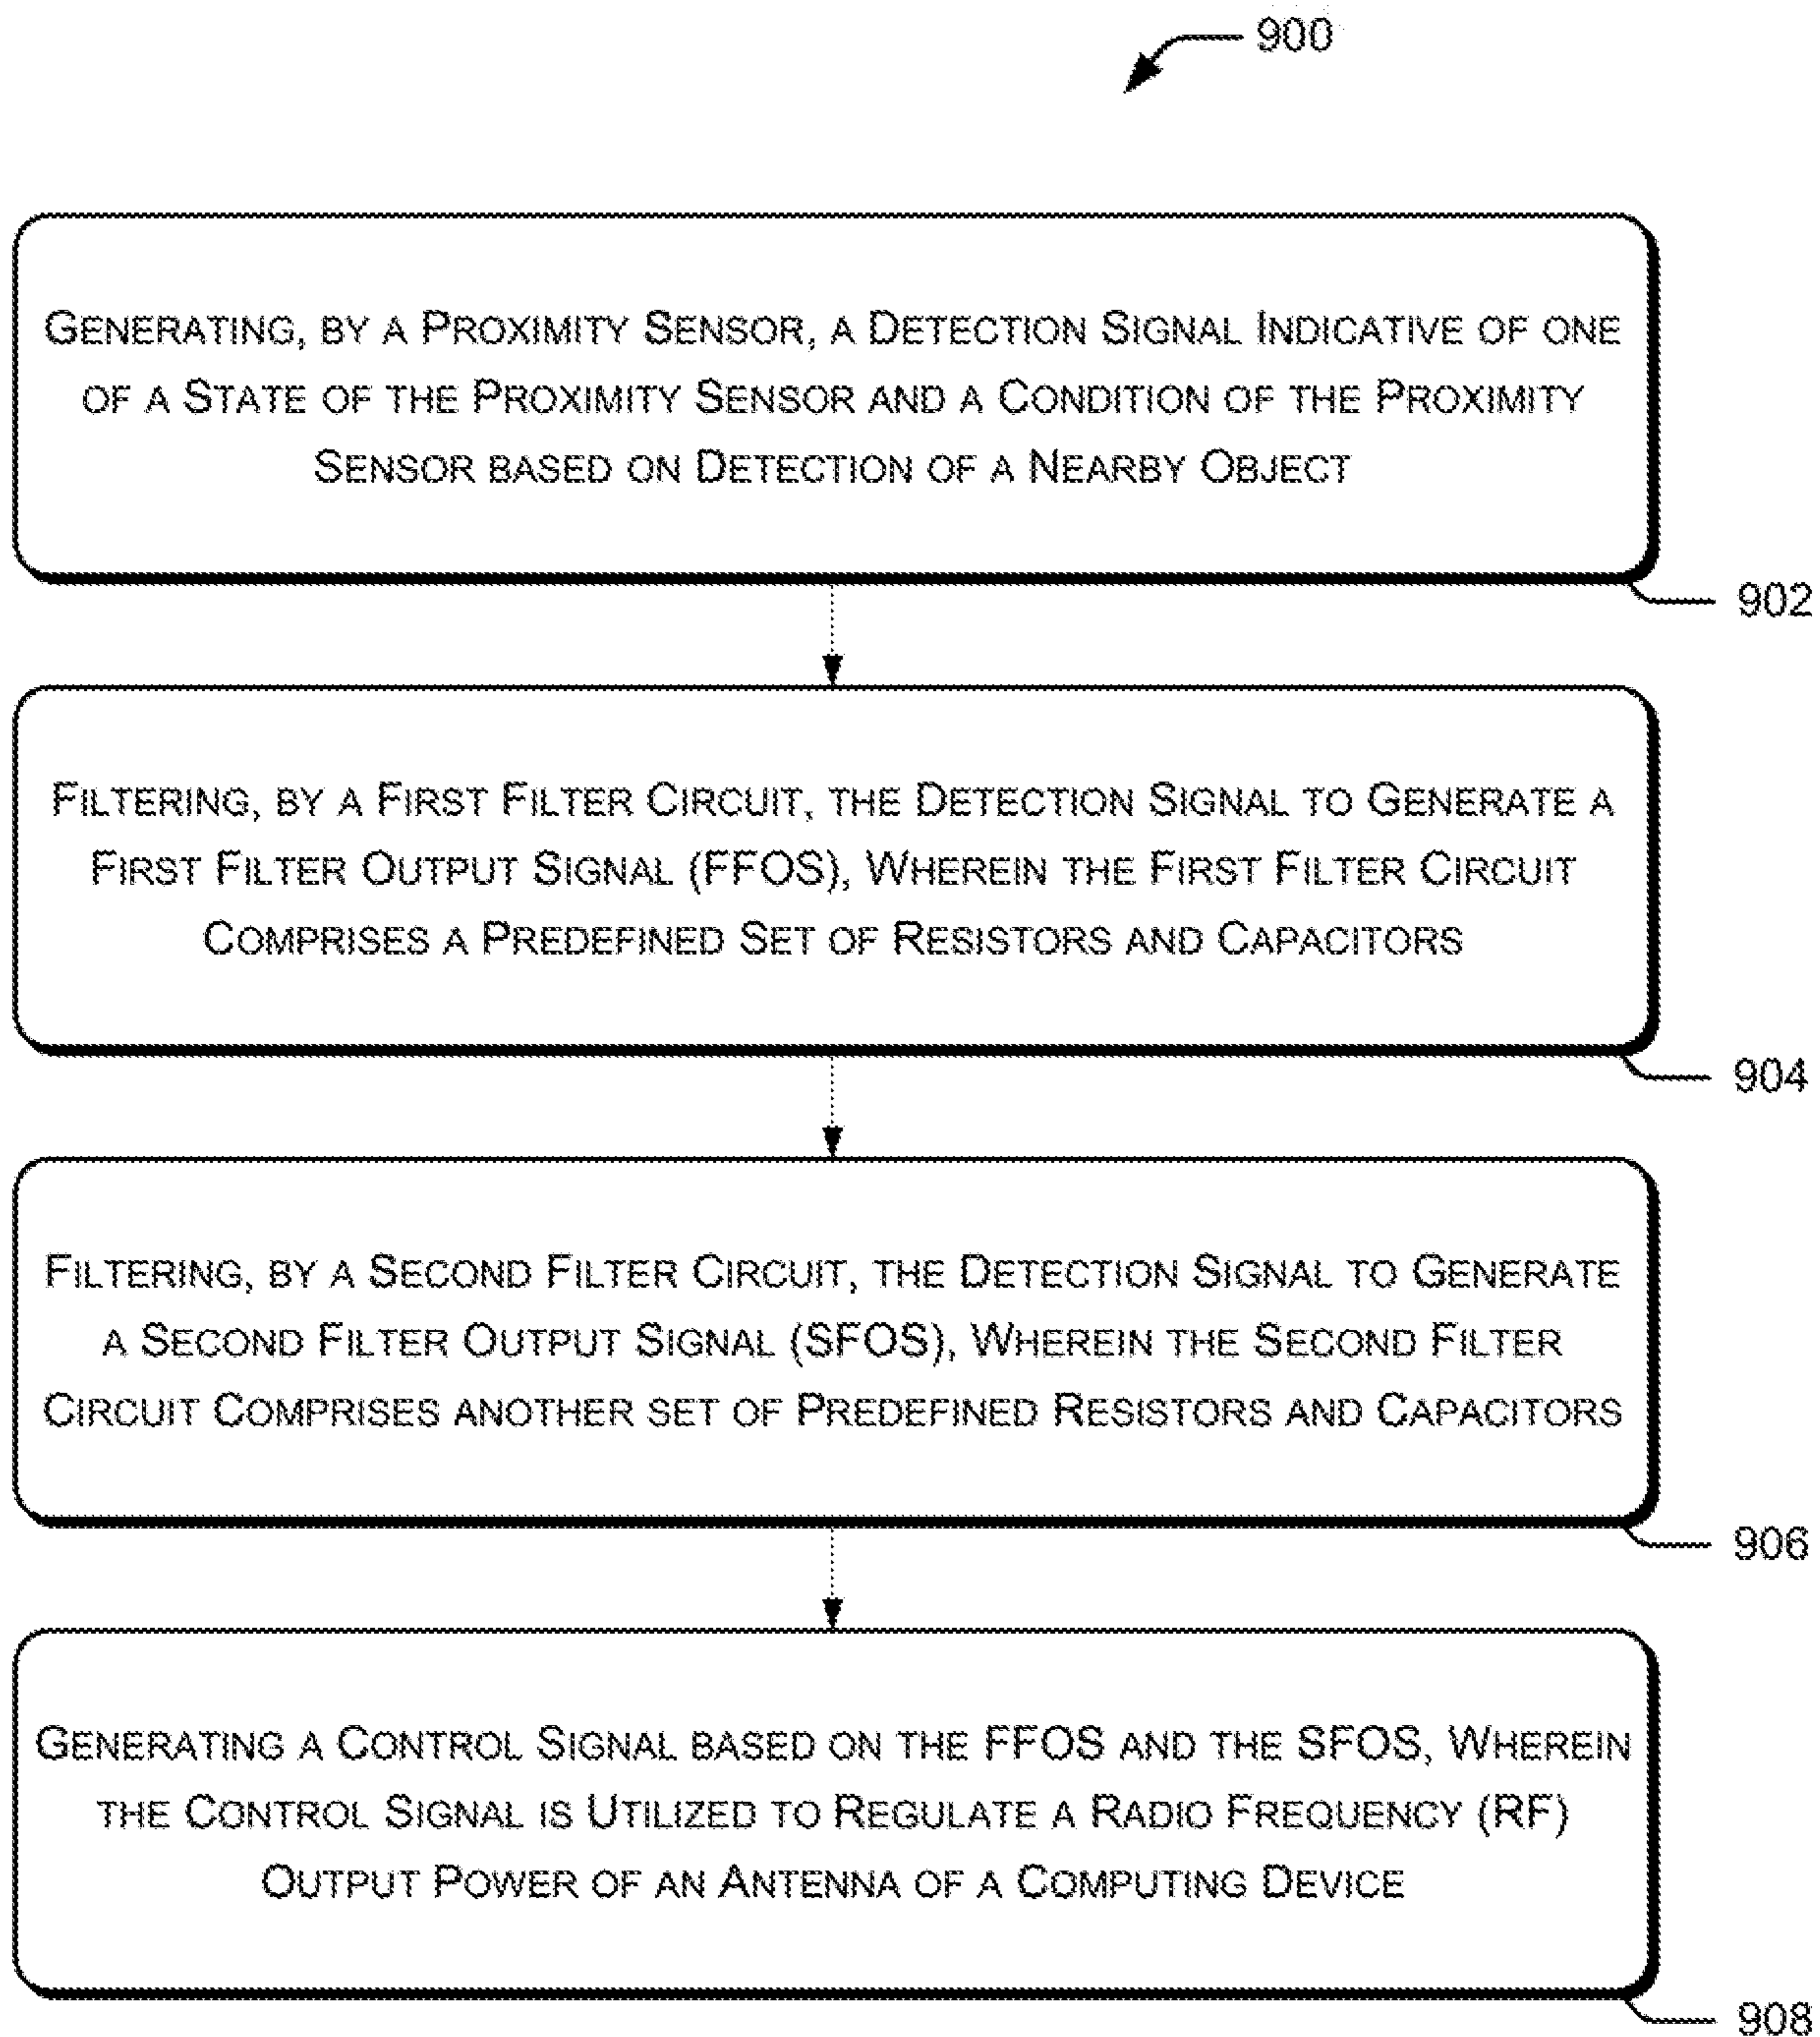 900
GENERATING, BY A PROXIMITY SENSOR, A DETECTION SIGNAL INDICATIVE OF ONE
OF A STATE OF THE PROXIMITY SENSOR AND A CONDITION OF THE PROXIMITY
SENSOR BASED ON DETECTION OF A NEARBY OBJECT
902
FILTERING, BY A FIRST FILTER CIRCUIT, THE DETECTION SIGNAL TO GENERATE A
FIRST FILTER OUTPUT SIGNAL (FFOS), WHEREIN THE FIRST FILTER CIRCUIT
COMPRISES A PREDEFINED SET OF RESISTORS AND CAPACITORS
904
FILTERING, BY A SECOND FILTER CIRCUIT, THE DETECTION SIGNAL TO GENERATE
A SECOND FILTER OUTPUT SIGNAL (SFOS), WHEREIN THE SECOND FILTER
CIRCUIT COMPRISES ANOTHER SET OF PREDEFINED RESISTORS AND CAPACITORS
906
GENERATING A CONTROL SIGNAL BASED ON THE FFOS AND THE SFOS, WHEREIN
THE CONTROL SIGNAL IS UTILIZED TO REGULATE A RADIO FREQUENCY (RF)
OUTPUT POWER OF AN ANTENNA OF A COMPUTING DEVICE
908